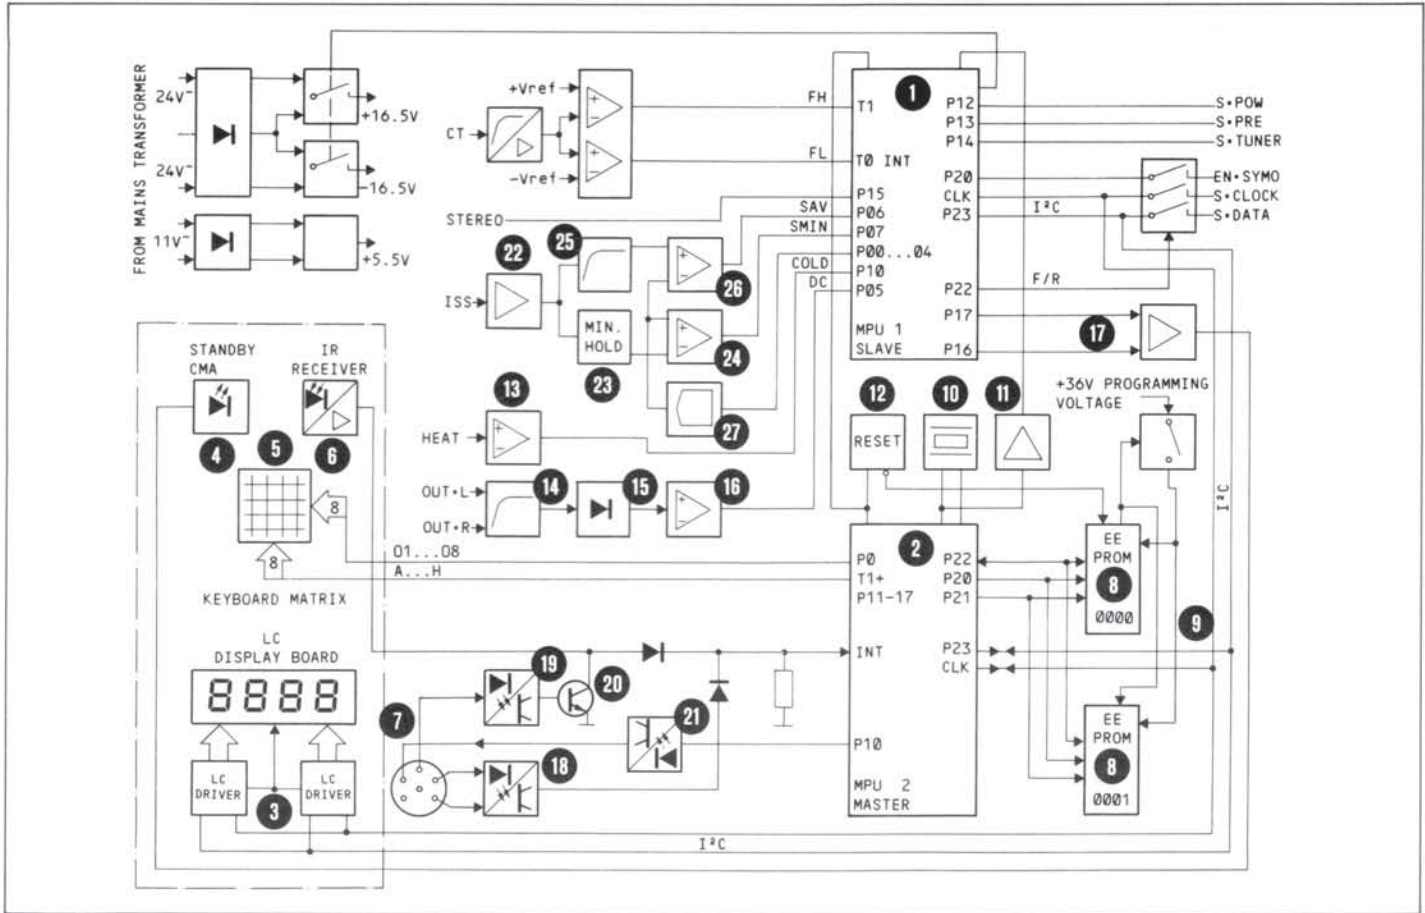 FROM MAINS TRANSFORMER
24V~
24V~
+16.5V
-16.5V
11V~
+5.5V
+Vref
CT
-Vref
+
-
+
-
FH
FL
1
T1
T0 INT
P15
P06
P07
P00...04
P10
P05
MPU 1
SLAVE
P12
P13
P14
P20
CLK
P23
P22
P17
P16
S•POW
S•PRE
S•TUNER
EN•SYMO
S•CLOCK
S•DATA
I²C
F/R
17
STEREO
SAV
SMIN
COLD
DC
22
25
ISS
MIN.
HOLD
23
+
-
26
+
-
24
27
13
HEAT
+
-
OUT•L
OUT•R
14
15
+
-
16
STANDBY
CMA
IR
RECEIVER
4
5
6
8
8
KEYBOARD MATRIX
01...08
A...H
LC
DISPLAY BOARD
8888
LC
DRIVER
3
LC
DRIVER
12
10
11
RESET
+36V PROGRAMMING
VOLTAGE
I²C
2
P0
T1+
P11-17
INT
P10
MPU 2
MASTER
P22
P20
P21
P23
CLK
EE
PROM
8
0000
9
EE
PROM
8
0001
7
19
20
21
18
I²C